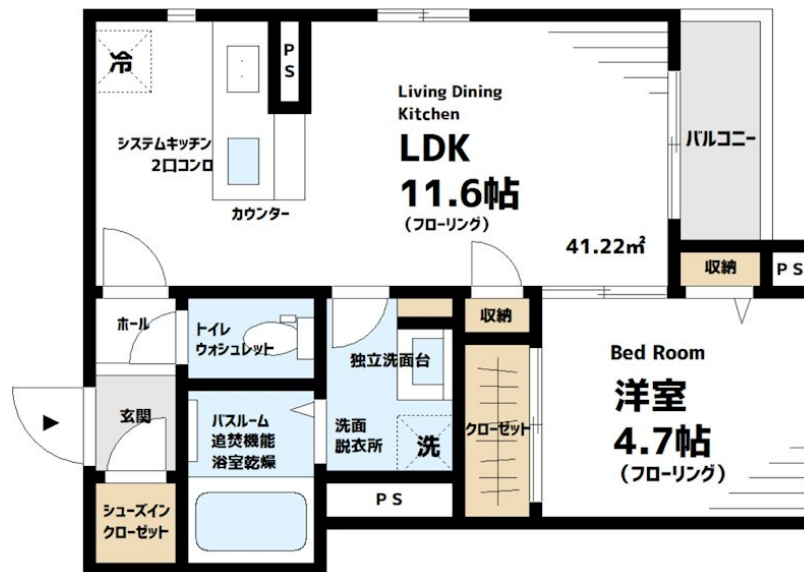 冷
PS
Living Dining
Kitchen
LDK
11.6帖
(フローリング)
システムキッチン
2口コンロ
カウンター
バルコニー
41.22㎡
収納
PS
ホール
トイレ
ウォシュレット
独立洗面台
収納
Bed Room
洋室
4.7帖
(フローリング)
玄関
バスルーム
追焚機能
浴室乾燥
洗面
脱衣所
洗
クローゼット
シューズイン
クローゼット
PS